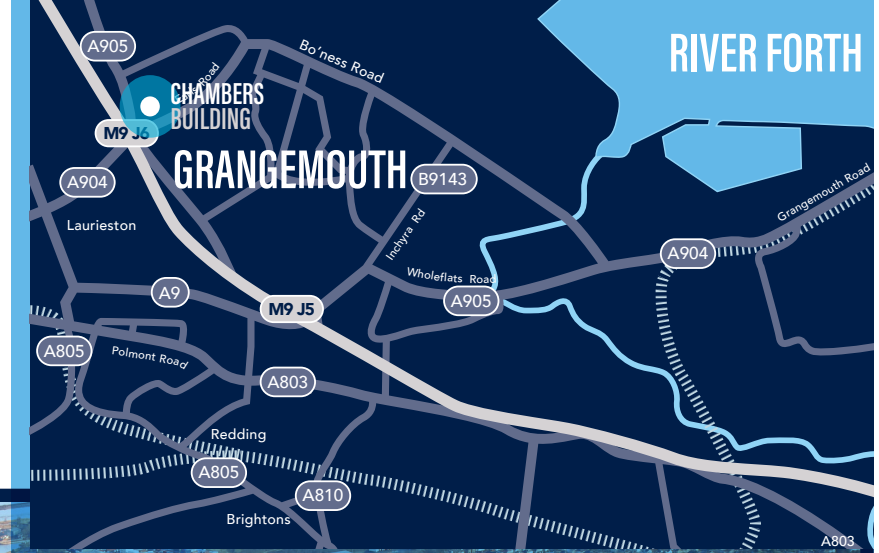 RIVER FORTH
A905
Bo'ness Road
Road
CHAMBERS
BUILDING
M9 J6
GRANGEMOUTH
A904
B9143
Grangemouth Road
Laurieston
Inchyra Rd
A904
Wholeflats Road
A9
A905
M9 J5
A805
Polmont Road
A803
Redding
A805
A810
Brightons
A803